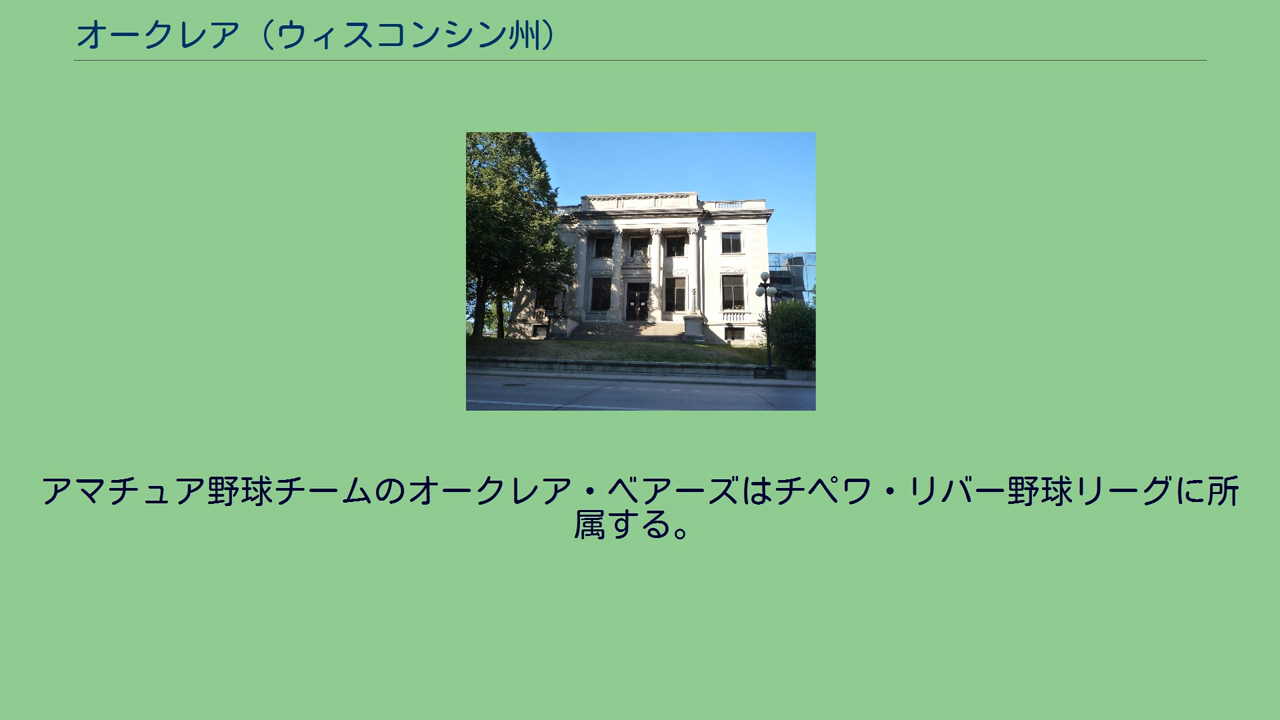 オークレア（ウィスコンシン州）
アマチュア野球チームのオークレア・ベアーズはチペワ・リバー野球リーグに所
属する。